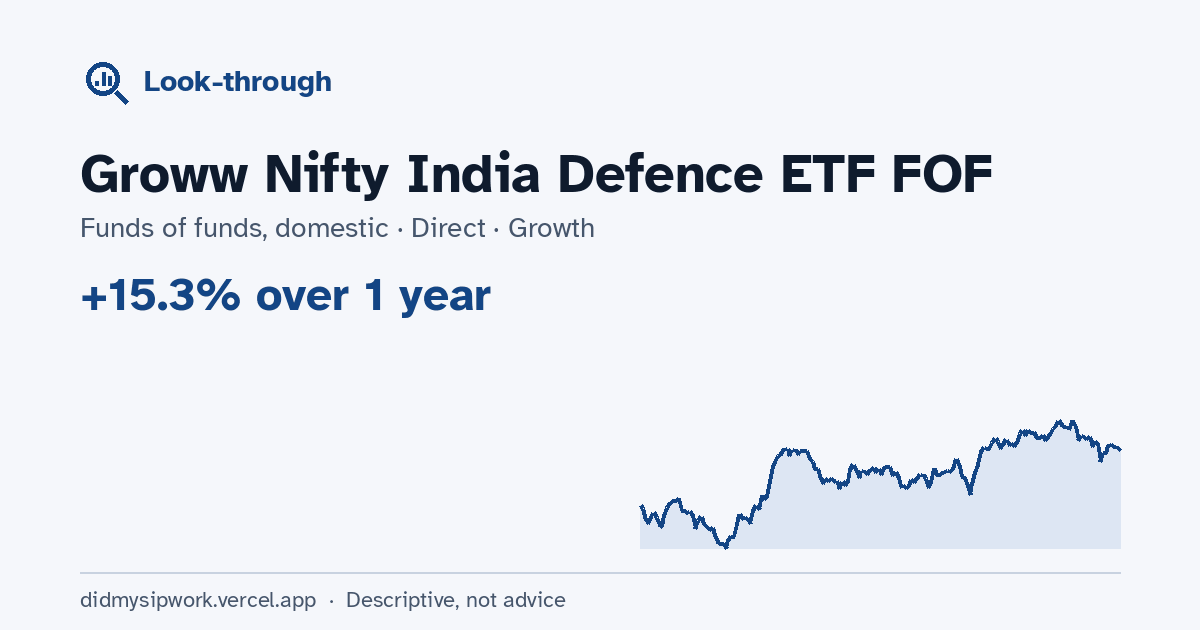 Look-through
Groww Nifty India Defence ETF FOF
Funds of funds, domestic · Direct · Growth
+15.3% over 1 year
didmysipwork.vercel.app · Descriptive, not advice